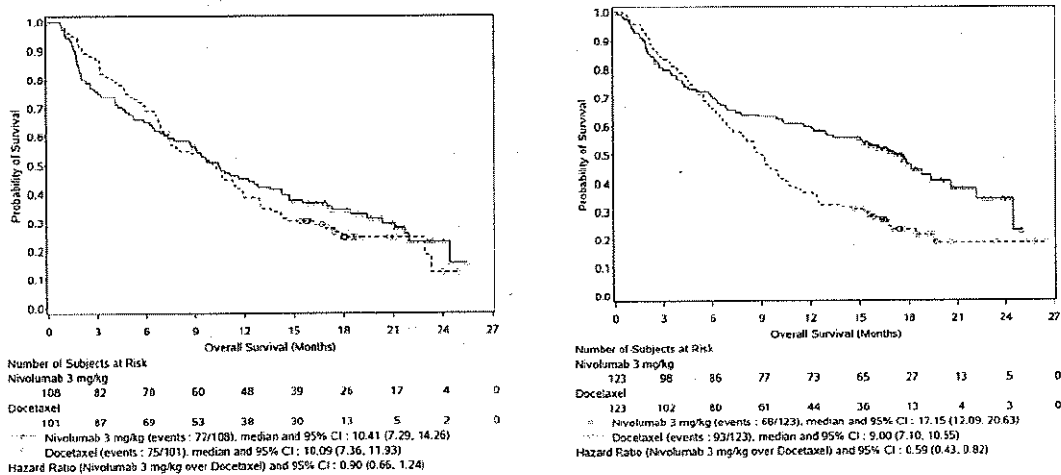 1.0
0.9
0.8
0.7
0.6
0.5
0.4
0.3
0.2
0.1
0.0
Probability of Survival
0 3 6 9 12 15 18 21 24 27
Overall Survival (Months)
Number of Subjects at Risk
Nivolumab 3 mg/kg
108 82 70 60 48 39 26 17 4 0
Docetaxel
101 87 69 53 38 30 13 5 2 0
Nivolumab 3 mg/kg (events : 77/108), median and 95% CI : 10.41 (7.29, 14.26)
Docetaxel (events : 75/101), median and 95% CI : 10.09 (7.36, 11.93)
Hazard Ratio (Nivolumab 3 mg/kg over Docetaxel) and 95% CI : 0.90 (0.66, 1.24)
1.0
0.9
0.8
0.7
0.6
0.5
0.4
0.3
0.2
0.1
0.0
Probability of Survival
0 3 6 9 12 15 18 21 24 27
Overall Survival (Months)
Number of Subjects at Risk
Nivolumab 3 mg/kg
123 98 86 77 73 65 27 13 5 0
Docetaxel
123 102 80 61 44 36 13 4 3 0
Nivolumab 3 mg/kg (events : 68/123), median and 95% CI : 17.15 (12.09, 20.63)
Docetaxel (events : 93/123), median and 95% CI : 9.00 (7.10, 10.55)
Hazard Ratio (Nivolumab 3 mg/kg over Docetaxel) and 95% CI : 0.59 (0.43, 0.82)